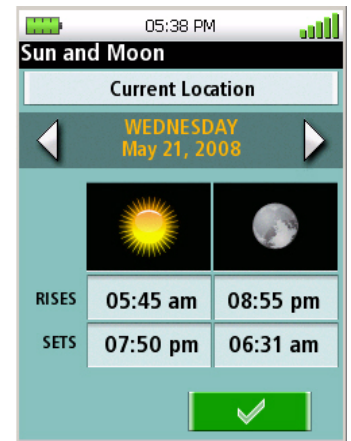 05:38 PM
Sun and Moon
Current Location
WEDNESDAY
May 21, 2008
RISES 05:45 am 08:55 pm
SETS 07:50 pm 06:31 am